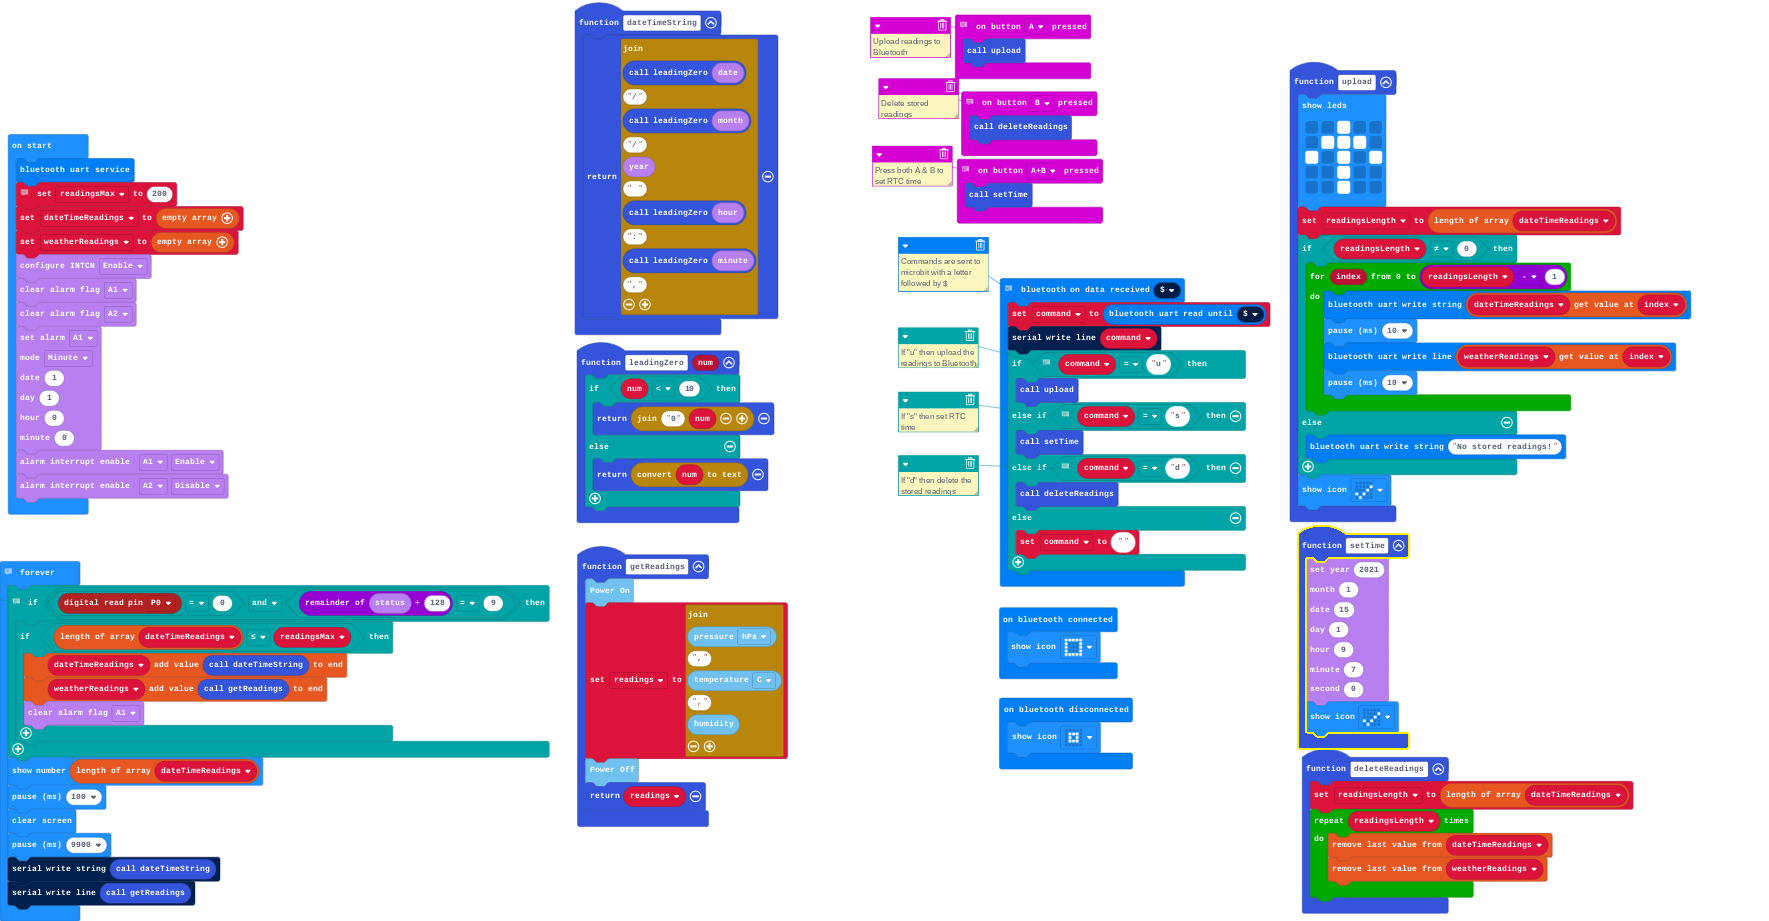 on start
bluetooth uart service
set readingsMax to 200
set dateTimeReadings to empty array
set weatherReadings to empty array
configure INTCN Enable
clear alarm flag A1
clear alarm flag A2
set alarm A1
mode Minute
date 1
day 1
hour 0
minute 0
alarm interrupt enable A1 Enable
alarm interrupt enable A2 Disable
forever
if digital read pin P0 = 0 and remainder of status ÷ 128 = 9 then
if length of array dateTimeReadings ≤ readingsMax then
dateTimeReadings add value call dateTimeString to end
weatherReadings add value call getReadings to end
clear alarm flag A1
show number length of array dateTimeReadings
pause (ms) 100
clear screen
pause (ms) 9900
serial write string call dateTimeString
serial write line call getReadings
function dateTimeString
join
call leadingZero date
"/"
call leadingZero month
"/"
year
return
" "
call leadingZero hour
":"
call leadingZero minute
","
function leadingZero num
if num < 10 then
return join "0" num
else
return convert num to text
function getReadings
Power On
join
pressure hPa
","
set readings to temperature C
","
humidity
Power Off
return readings
Upload readings to
Bluetooth
on button A pressed
call upload
Delete stored
readings
on button B pressed
call deleteReadings
Press both A & B to
set RTC time
on button A+B pressed
call setTime
Commands are sent to
microbit with a letter
followed by $
bluetooth on data received $
set command to bluetooth uart read until $
serial write line command
If "u" then upload the
readings to Bluetooth
if command = "u" then
call upload
If "s" then set RTC
time
else if command = "s" then
call setTime
If "d" then delete the
stored readings
else if command = "d" then
call deleteReadings
else
set command to ""
on bluetooth connected
show icon
on bluetooth disconnected
show icon
function upload
show leds
set readingsLength to length of array dateTimeReadings
if readingsLength ≠ 0 then
for index from 0 to readingsLength - 1
do
bluetooth uart write string dateTimeReadings get value at index
pause (ms) 10
bluetooth uart write line weatherReadings get value at index
pause (ms) 10
else
bluetooth uart write string "No stored readings!"
show icon
function setTime
set year 2021
month 1
date 15
day 1
hour 9
minute 7
second 0
show icon
function deleteReadings
set readingsLength to length of array dateTimeReadings
repeat readingsLength times
do
remove last value from dateTimeReadings
remove last value from weatherReadings